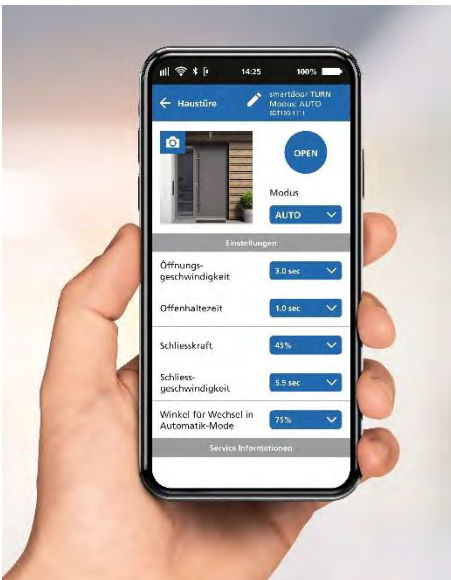 14:25
100%
Haustüre
smartdoor TURN
Modus: AUTO
OPEN
Modus
AUTO
Einstellungen
Öffnungs-
geschwindigkeit
3.0 sec
Offenhaltezeit
1.0 sec
Schliesskraft
45%
Schliess-
geschwindigkeit
5.5 sec
Winkel für Wechsel in
Automatik-Mode
75%
Service Informationen